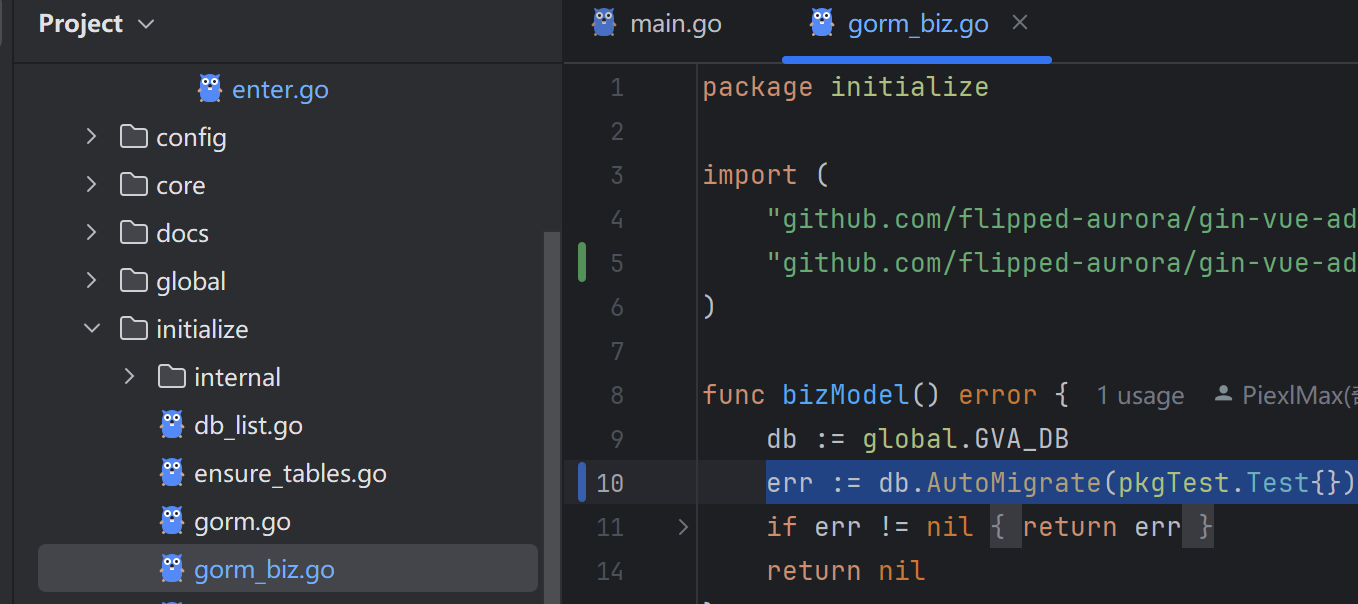 Project
enter.go
config
core
docs
global
initialize
internal
db_list.go
ensure_tables.go
gorm.go
gorm_biz.go
main.go
gorm_biz.go
1 package initialize
2
3 import (
4 "github.com/flipped-aurora/gin-vue-ad
5 "github.com/flipped-aurora/gin-vue-ad
6 )
7
8 func bizModel() error { 1 usage PiexlMax(
9 db := global.GVA_DB
10 err := db.AutoMigrate(pkgTest.Test{})
11 if err != nil { return err }
14 return nil